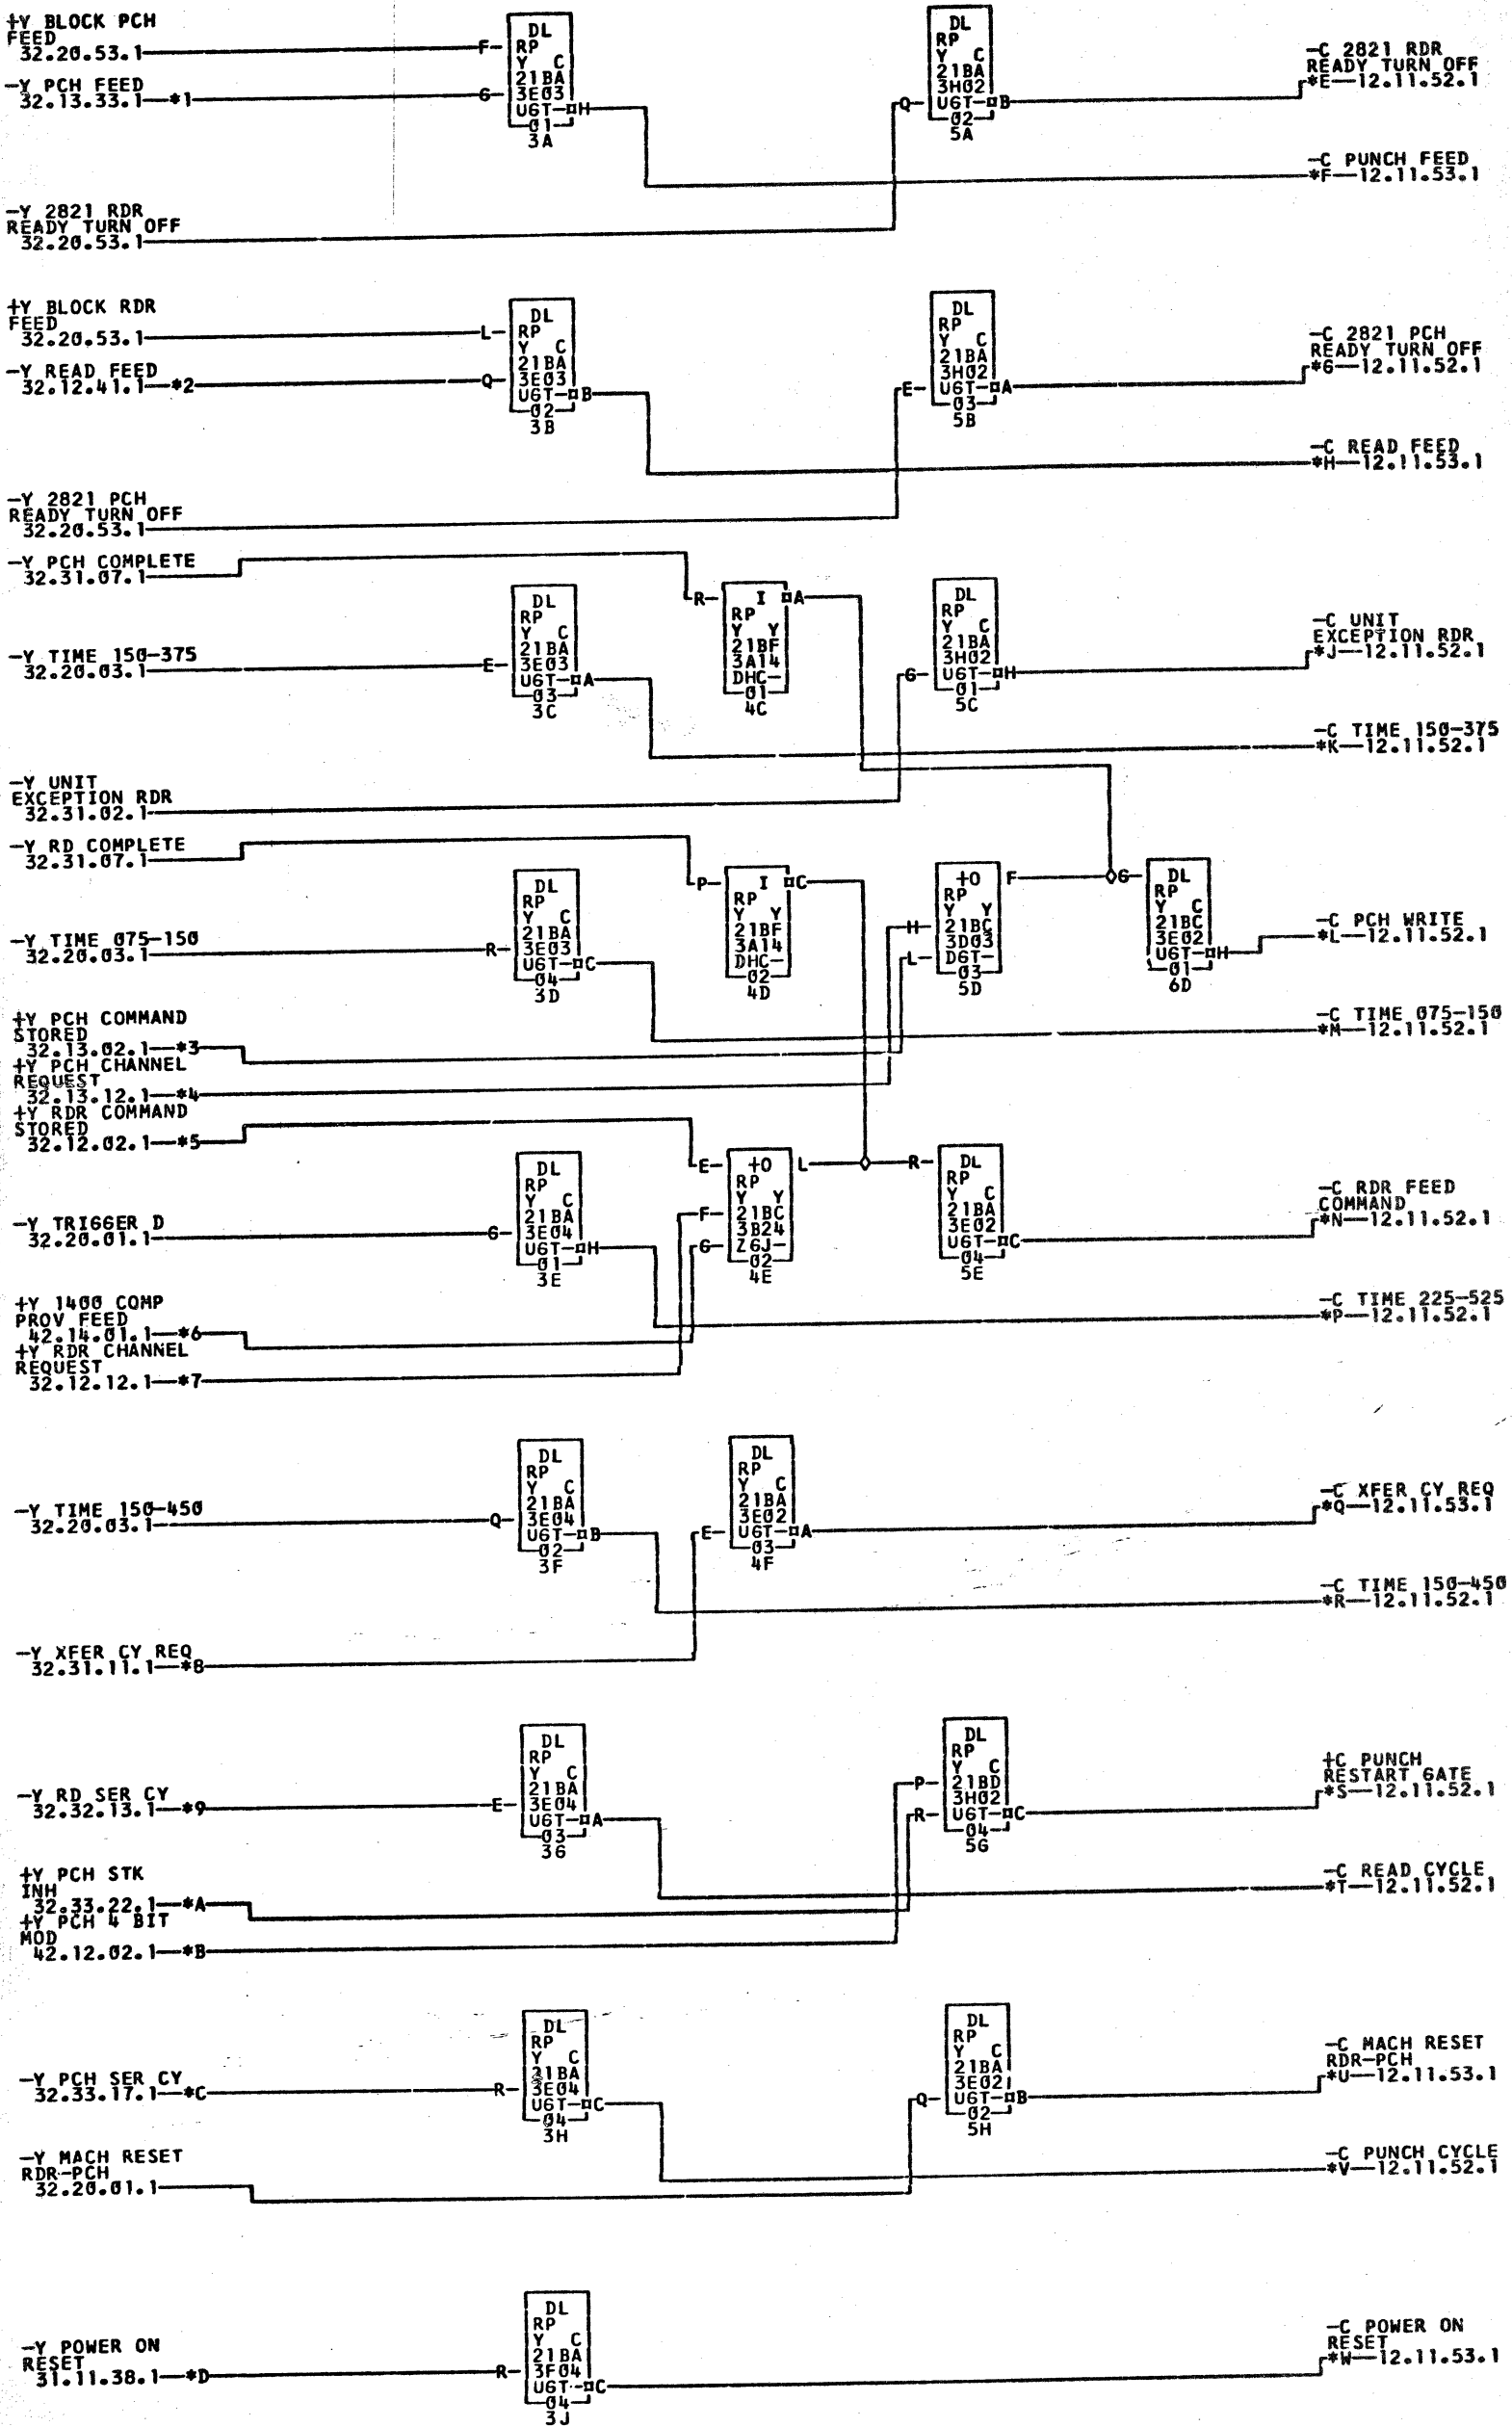 +Y BLOCK PCH
FEED
32.20.53.1
-Y PCH FEED
32.13.33.1—*1
F
G
DL
RP
Y C
21BA
3E03
U6T- H
01
3A
DL
RP
Y C
21BA
3H02
Q U6T- B
02
5A
-C 2821 RDR
READY TURN OFF
*E—12.11.52.1
-C PUNCH FEED
*F—12.11.53.1
-Y 2821 RDR
READY TURN OFF
32.20.53.1
+Y BLOCK RDR
FEED
32.20.53.1
-Y READ FEED
32.12.41.1—*2
L
Q
DL
RP
Y C
21BA
3E03
U6T- B
02
3B
DL
RP
Y C
21BA
3H02
E U6T- A
03
5B
-C 2821 PCH
READY TURN OFF
*G—12.11.52.1
-C READ FEED
*H—12.11.53.1
-Y 2821 PCH
READY TURN OFF
32.20.53.1
-Y PCH COMPLETE
32.31.07.1
-Y TIME 150-375
32.20.03.1
E
DL
RP
Y C
21BA
3E03
U6T- A
03
3C
R I A
RP
Y Y
21BF
3A14
DHC-
01
4C
DL
RP
Y C
21BA
3H02
G U6T- H
01
5C
-C UNIT
EXCEPTION RDR
*J—12.11.52.1
-C TIME 150-375
*K—12.11.52.1
-Y UNIT
EXCEPTION RDR
32.31.02.1
-Y RD COMPLETE
32.31.07.1
-Y TIME 075-150
32.20.03.1
R
DL
RP
Y C
21BA
3E03
U6T- C
04
3D
P I C
RP
Y Y
21BF
3A14
DHC-
02
4D
+O F
RP
Y Y
H 21BC
3D03
L D6T-
03
5D
G DL
RP
Y C
21BC
3E02
U6T- H
01
6D
-C PCH WRITE
*L—12.11.52.1
-C TIME 075-150
*M—12.11.52.1
+Y PCH COMMAND
STORED
32.13.02.1—*3
+Y PCH CHANNEL
REQUEST
32.13.12.1—*4
+Y RDR COMMAND
STORED
32.12.02.1—*5
-Y TRIGGER D
32.20.01.1
G
DL
RP
Y C
21BA
3E04
U6T- H
01
3E
E +O L
RP
Y Y
F 21BC
3B24
G Z6J-
02
4E
R DL
RP
Y C
21BA
3E02
U6T- C
04
5E
-C RDR FEED
COMMAND
*N—12.11.52.1
-C TIME 225-525
*P—12.11.52.1
+Y 1400 COMP
PROV FEED
42.14.01.1—*6
+Y RDR CHANNEL
REQUEST
32.12.12.1—*7
-Y TIME 150-450
32.20.03.1
Q
DL
RP
Y C
21BA
3E04
U6T- B
02
3F
DL
RP
Y C
21BA
3E02
E U6T- A
03
4F
-C XFER CY REQ
*Q—12.11.53.1
-C TIME 150-450
*R—12.11.52.1
-Y XFER CY REQ
32.31.11.1—*8
-Y RD SER CY
32.32.13.1—*9
E
DL
RP
Y C
21BA
3E04
U6T- A
03
3G
DL
RP
Y C
P 21BD
3H02
R U6T- C
04
5G
+C PUNCH
RESTART GATE
*S—12.11.52.1
-C READ CYCLE
*T—12.11.52.1
+Y PCH STK
INH
32.33.22.1—*A
+Y PCH 4 BIT
MOD
42.12.02.1—*B
-Y PCH SER CY
32.33.17.1—*C
R
DL
RP
Y C
21BA
3E04
U6T- C
04
3H
DL
RP
Y C
21BA
3E02
Q U6T- B
02
5H
-C MACH RESET
RDR-PCH
*U—12.11.53.1
-C PUNCH CYCLE
*V—12.11.52.1
-Y MACH RESET
RDR-PCH
32.20.01.1
-Y POWER ON
RESET
31.11.38.1—*D
R
DL
RP
Y C
21BA
3F04
U6T- C
04
3J
-C POWER ON
RESET
*W—12.11.53.1